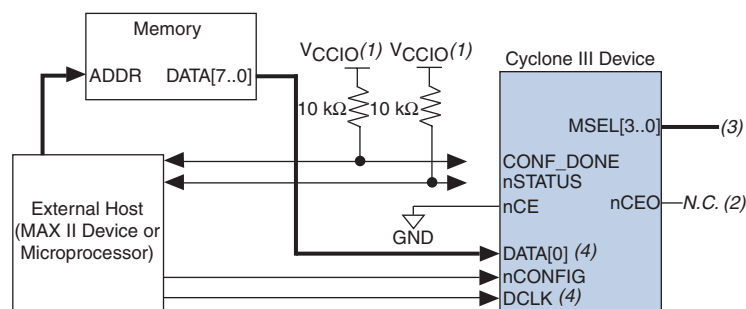 Memory
ADDR DATA[7..0]
VCCIO(1) VCCIO(1)
10 kΩ 10 kΩ
Cyclone III Device
MSEL[3..0] (3)
CONF_DONE
nSTATUS
nCE nCEO N.C. (2)
GND
External Host
(MAX II Device or
Microprocessor)
DATA[0] (4)
nCONFIG
DCLK (4)